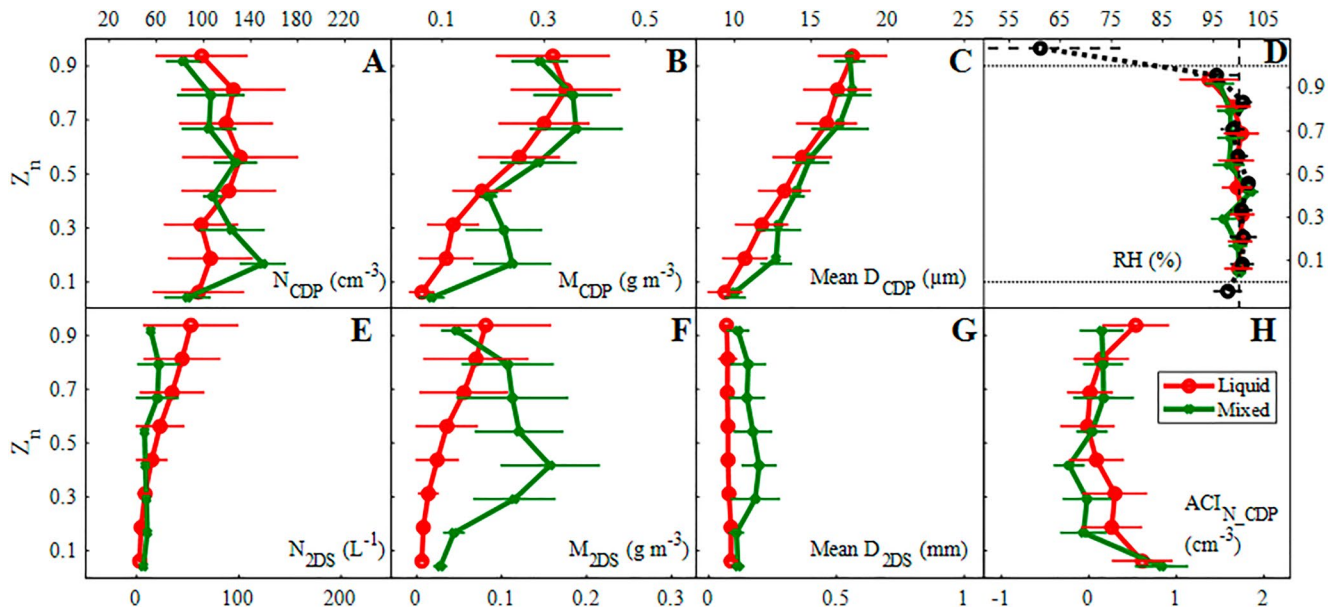 20 60 100 140 180 220 0.1 0.3 0.5 10 15 20 25 55 65 75 85 95 105
0.9 A B C D 0.9
0.7 0.7
Z_n 0.5 0.5
0.3 0.3
0.1 N_CDP (cm^-3) M_CDP (g m^-3) Mean D_CDP (µm) RH (%) 0.1
0.9 E F G H
0.7 Liquid
Mixed
Z_n 0.5
0.3 ACI_N_CDP
0.1 N_2DS (L^-1) M_2DS (g m^-3) Mean D_2DS (mm) (cm^-3)
0 100 200 0 0.1 0.2 0.3 0 0.5 1 -1 0 1 2